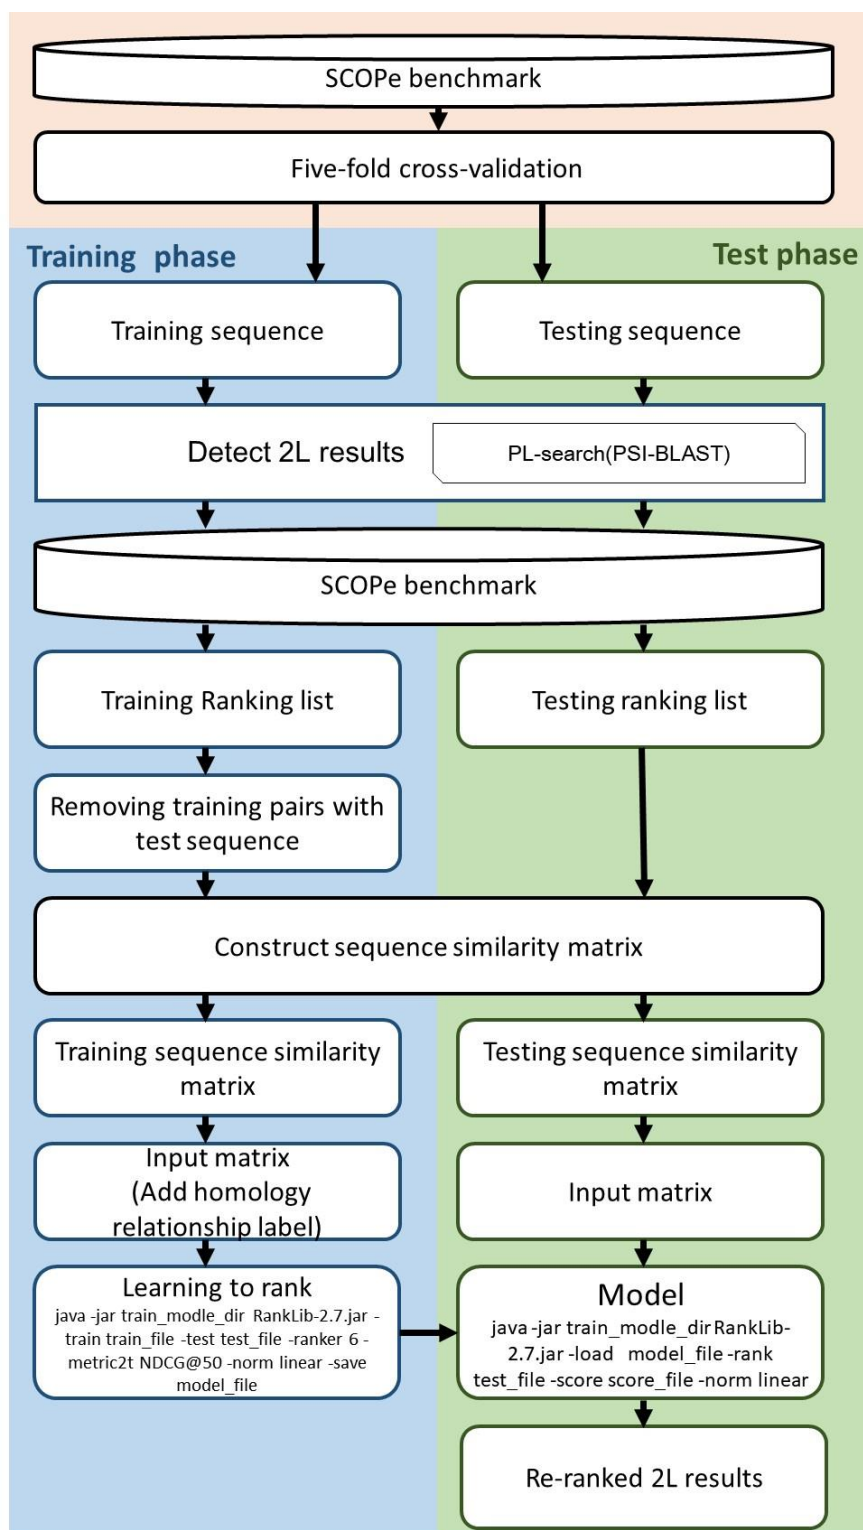 SCOPe benchmark
Five-fold cross-validation
Training phase
Test phase
Training sequence
Testing sequence
Detect 2L results
PL-search(PSI-BLAST)
SCOPe benchmark
Training Ranking list
Testing ranking list
Removing training pairs with
test sequence
Construct sequence similarity matrix
Training sequence similarity
matrix
Testing sequence similarity
matrix
Input matrix
(Add homology
relationship label)
Input matrix
Learning to rank
java -jar train_modle_dir RankLib-2.7.jar -
train train_file -test test_file -ranker 6 -
metric2t NDCG@50 -norm linear -save
model_file
Model
java -jar train_modle_dir RankLib-
2.7.jar -load model_file -rank
test_file -score score_file -norm linear
Re-ranked 2L results